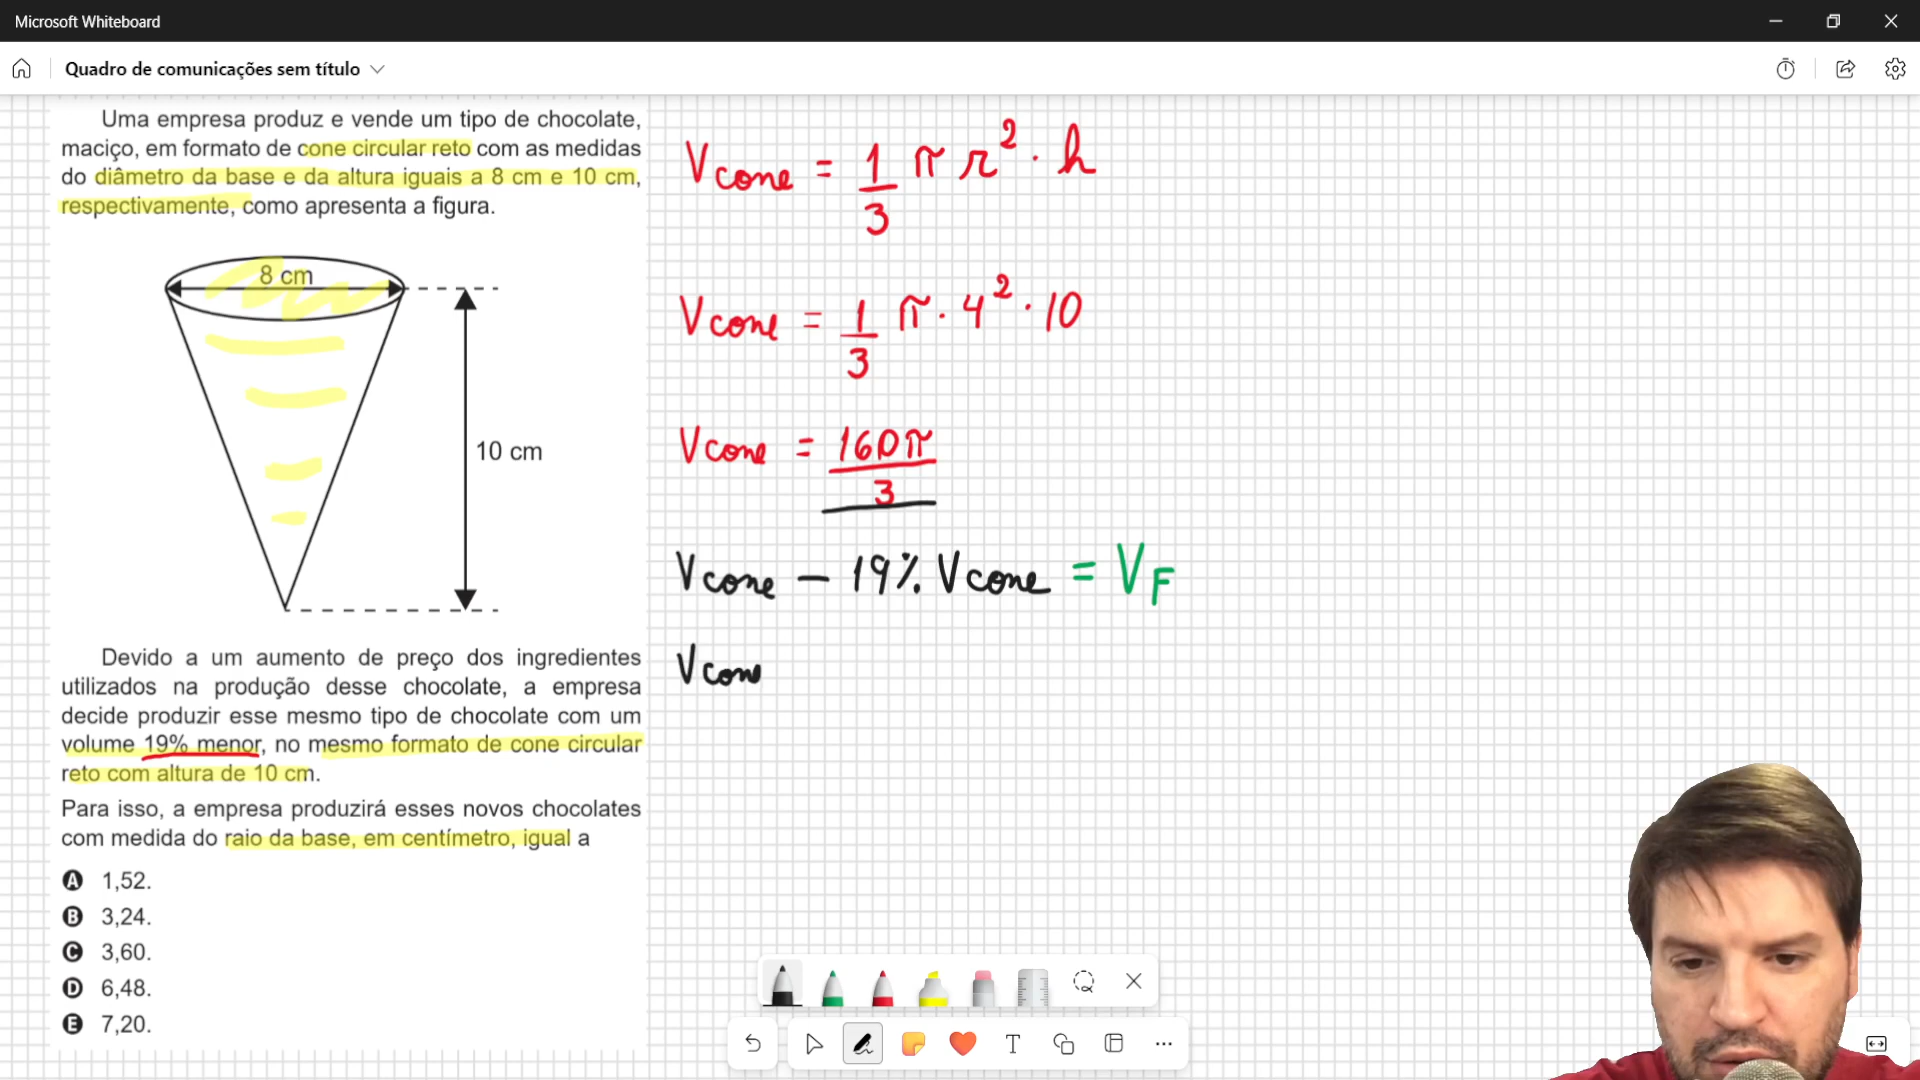 Microsoft Whiteboard
Quadro de comunicações sem título
Uma empresa produz e vende um tipo de chocolate,
maciço, em formato de cone circular reto com as medidas
do diâmetro da base e da altura iguais a 8 cm e 10 cm,
respectivamente, como apresenta a figura.
8 cm
10 cm
Devido a um aumento de preço dos ingredientes
utilizados na produção desse chocolate, a empresa
decide produzir esse mesmo tipo de chocolate com um
volume 19% menor, no mesmo formato de cone circular
reto com altura de 10 cm.
Para isso, a empresa produzirá esses novos chocolates
com medida do raio da base, em centímetro, igual a
A 1,52.
B 3,24.
C 3,60.
D 6,48.
E 7,20.
Vcone = 1/3 π r² · h
Vcone = 1/3 π · 4² · 10
Vcone = 160π/3
Vcone − 19% Vcone = VF
Vcone
T